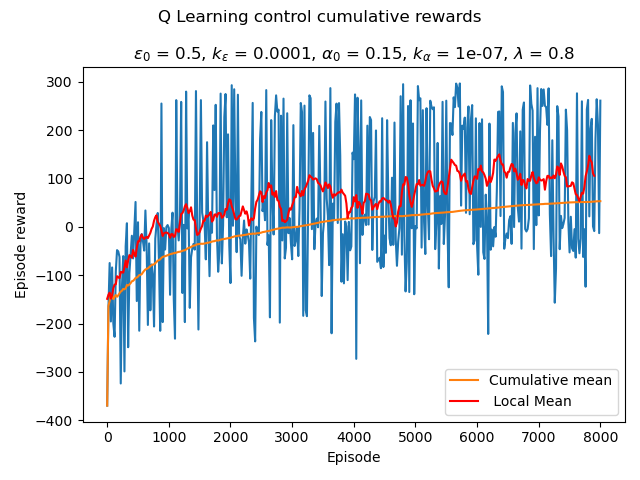 Q Learning control cumulative rewards
ε₀ = 0.5, kε = 0.0001, α₀ = 0.15, kα = 1e-07, λ = 0.8
Episode reward
300
200
100
0
−100
−200
−300
−400
Cumulative mean
Local Mean
0 1000 2000 3000 4000 5000 6000 7000 8000
Episode